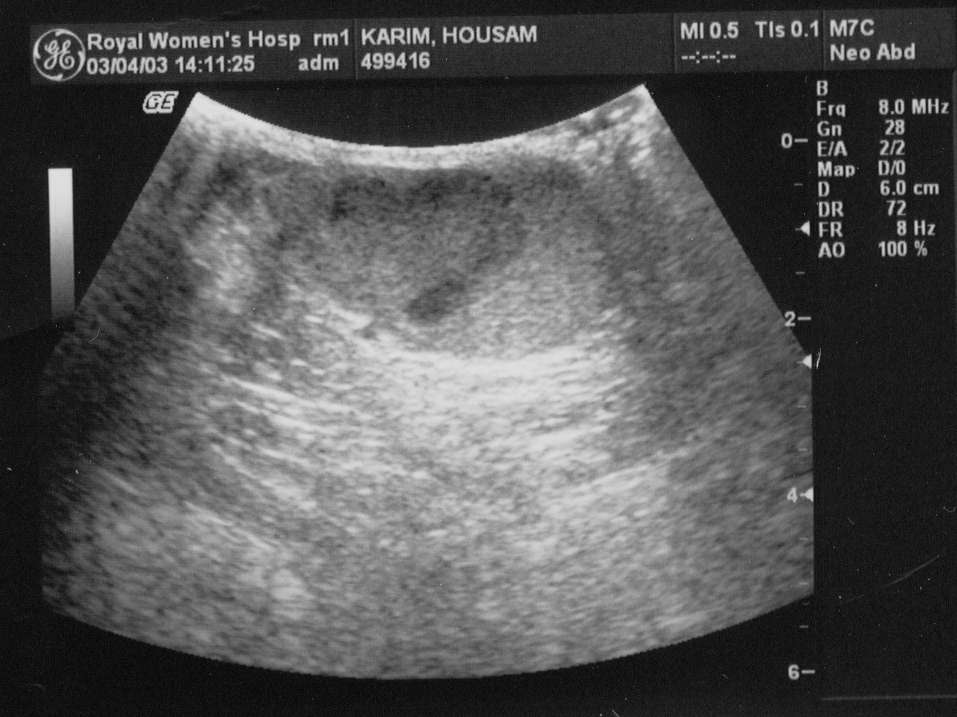 GE Royal Women's Hosp rm1 KARIM, HOUSAM MI 0.5 TIs 0.1 M7C
03/04/03 14:11:25 adm 499416 --:--:-- Neo Abd
GE
B
Frq 8.0 MHz
Gn 28
E/A 2/2
Map D/0
D 6.0 cm
DR 72
FR 8 Hz
AO 100 %
0
2
4
6